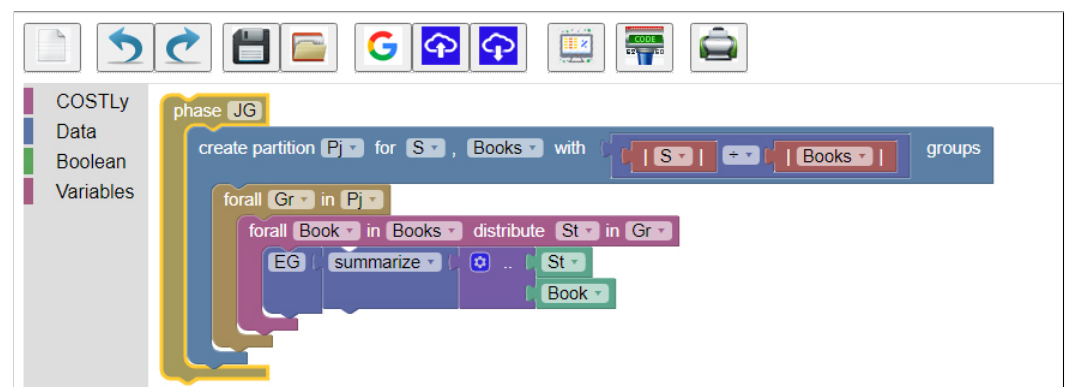 CODE
COSTLy
Data
Boolean
Variables
phase JG
create partition Pj for S , Books with | S | ÷ | Books | groups
forall Gr in Pj
forall Book in Books distribute St in Gr
EG summarize .. St
Book